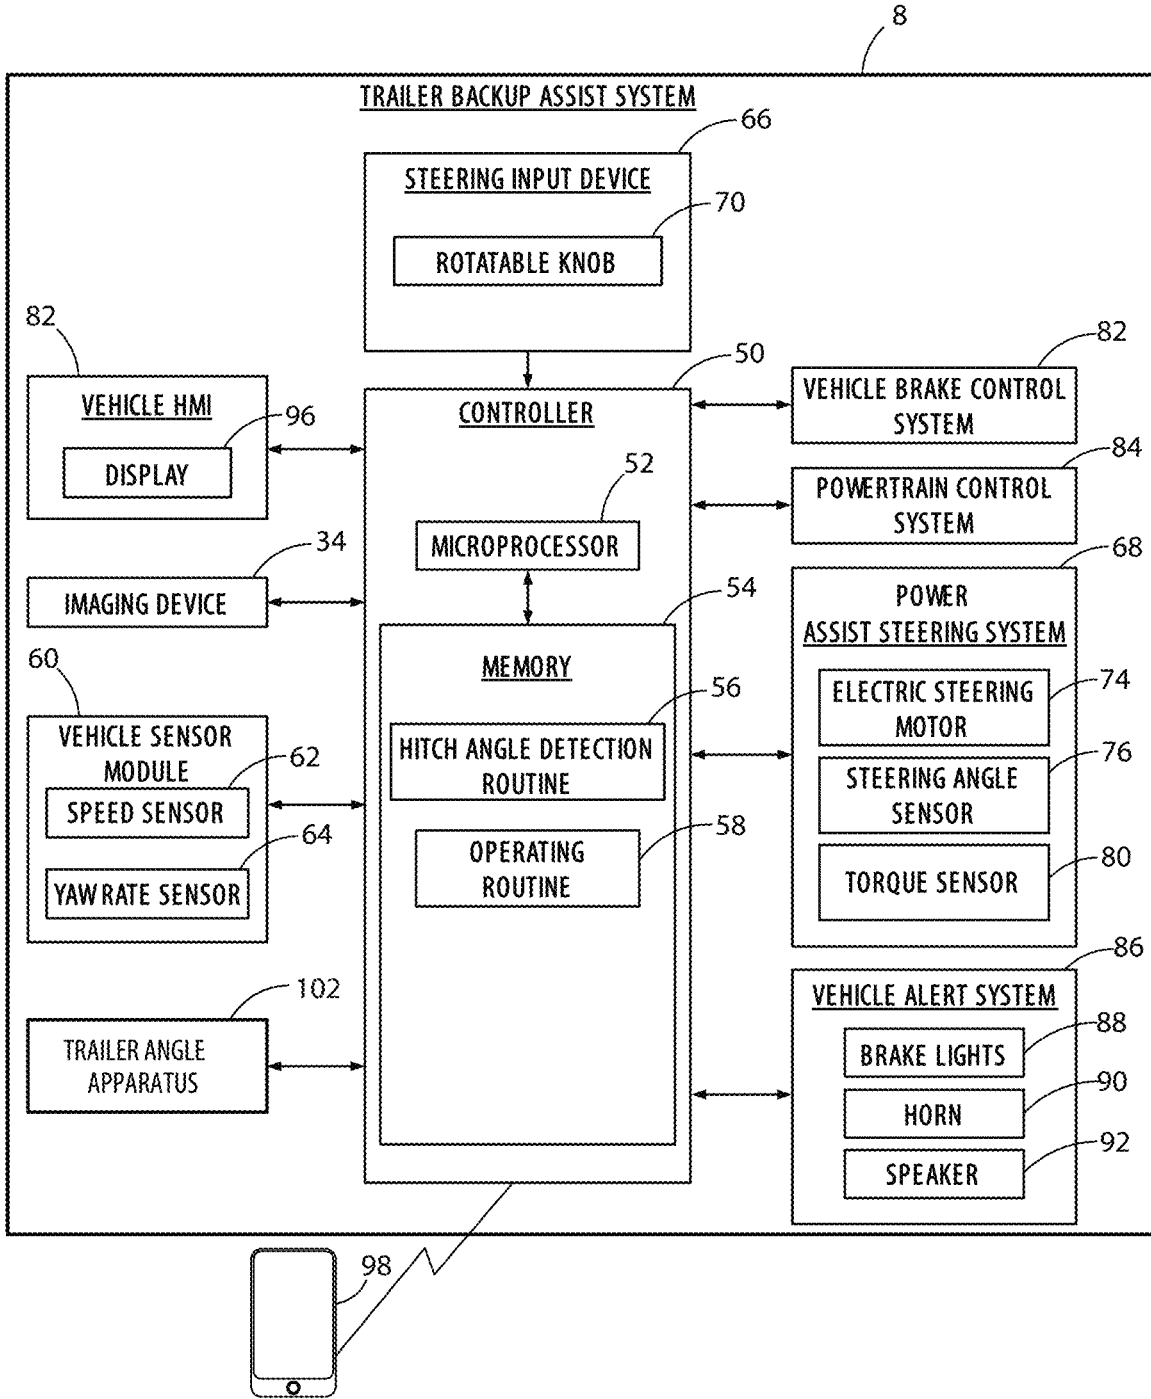 8
TRAILER BACKUP ASSIST SYSTEM
66
STEERING INPUT DEVICE
70
ROTATABLE KNOB
82
VEHICLE HMI
96
DISPLAY
34
IMAGING DEVICE
60
VEHICLE SENSOR
MODULE
62
SPEED SENSOR
64
YAW RATE SENSOR
102
TRAILER ANGLE
APPARATUS
50
CONTROLLER
52
MICROPROCESSOR
54
MEMORY
56
HITCH ANGLE DETECTION
ROUTINE
58
OPERATING
ROUTINE
82
VEHICLE BRAKE CONTROL
SYSTEM
84
POWERTRAIN CONTROL
SYSTEM
68
POWER
ASSIST STEERING SYSTEM
ELECTRIC STEERING
MOTOR
74
STEERING ANGLE
SENSOR
76
TORQUE SENSOR
80
86
VEHICLE ALERT SYSTEM
88
BRAKE LIGHTS
90
HORN
92
SPEAKER
98